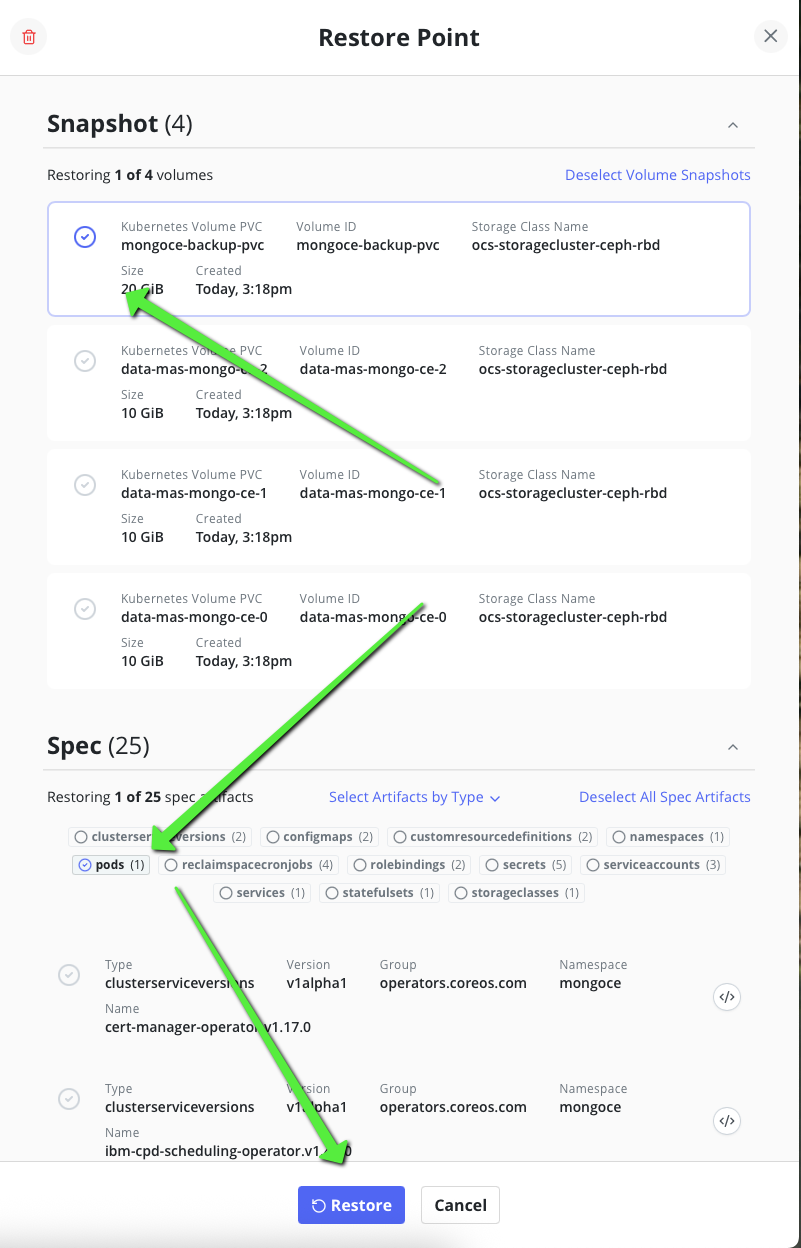 Restore Point
Snapshot (4)
Restoring 1 of 4 volumes Deselect Volume Snapshots
Kubernetes Volume PVC Volume ID Storage Class Name
mongoce-backup-pvc mongoce-backup-pvc ocs-storagecluster-ceph-rbd
Size Created
20 GiB Today, 3:18pm
Kubernetes Volume PVC Volume ID Storage Class Name
data-mas-mongo-ce-2 data-mas-mongo-ce-2 ocs-storagecluster-ceph-rbd
Size Created
10 GiB Today, 3:18pm
Kubernetes Volume PVC Volume ID Storage Class Name
data-mas-mongo-ce-1 data-mas-mongo-ce-1 ocs-storagecluster-ceph-rbd
Size Created
10 GiB Today, 3:18pm
Kubernetes Volume PVC Volume ID Storage Class Name
data-mas-mongo-ce-0 data-mas-mongo-ce-0 ocs-storagecluster-ceph-rbd
Size Created
10 GiB Today, 3:18pm
Spec (25)
Restoring 1 of 25 spec artifacts Select Artifacts by Type Deselect All Spec Artifacts
clusterserviceversions (2) configmaps (2) customresourcedefinitions (2) namespaces (1)
pods (1) reclaimspacecronjobs (4) rolebindings (2) secrets (5) serviceaccounts (3)
services (1) statefulsets (1) storageclasses (1)
Type Version Group Namespace
clusterserviceversions v1alpha1 operators.coreos.com mongoce
Name
cert-manager-operator.v1.17.0
Type Version Group Namespace
clusterserviceversions v1alpha1 operators.coreos.com mongoce
Name
Restore Cancel